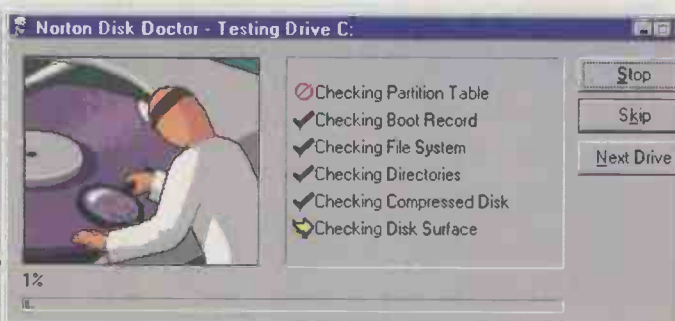 Norton Disk Doctor - Testing Drive C:
Checking Partition Table
Checking Boot Record
Checking File System
Checking Directories
Checking Compressed Disk
Checking Disk Surface
Stop
Skip
Next Drive
1%